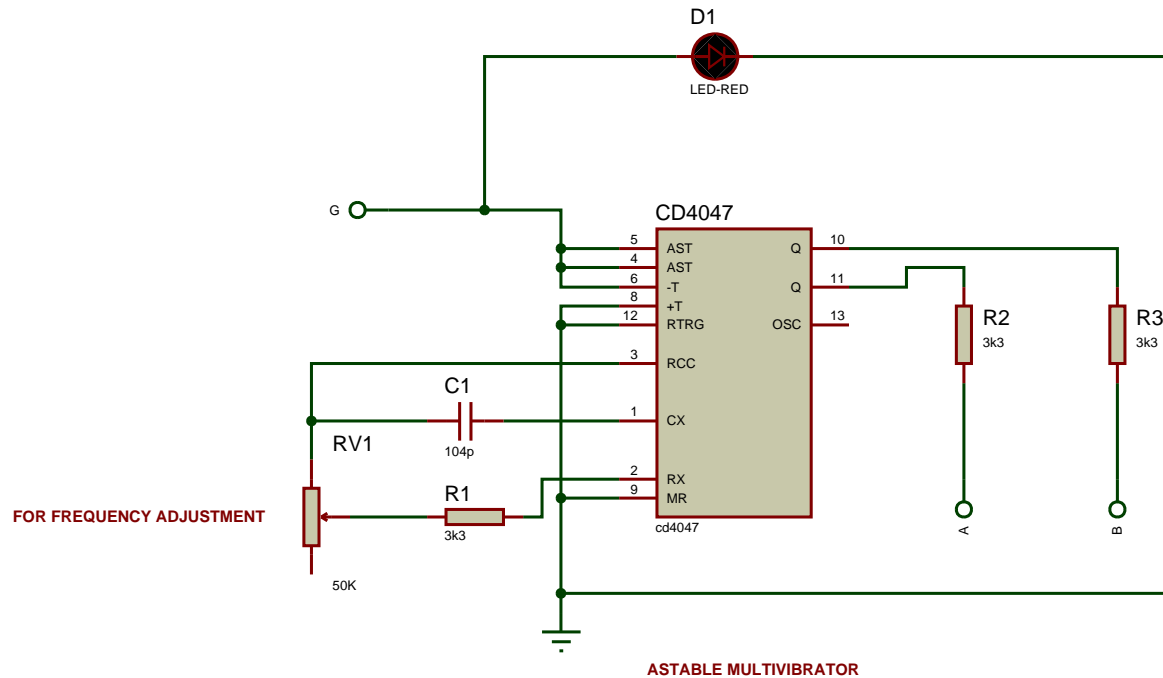 D1
LED-RED
G
CD4047
5 AST Q 10
4 AST
6 -T Q 11
8 +T
12 RTRG OSC 13
R2
3k3
R3
3k3
3 RCC
C1
1 CX
104p
RV1
2 RX
R1
9 MR
FOR FREQUENCY ADJUSTMENT
3k3
cd4047
A
B
50K
ASTABLE MULTIVIBRATOR